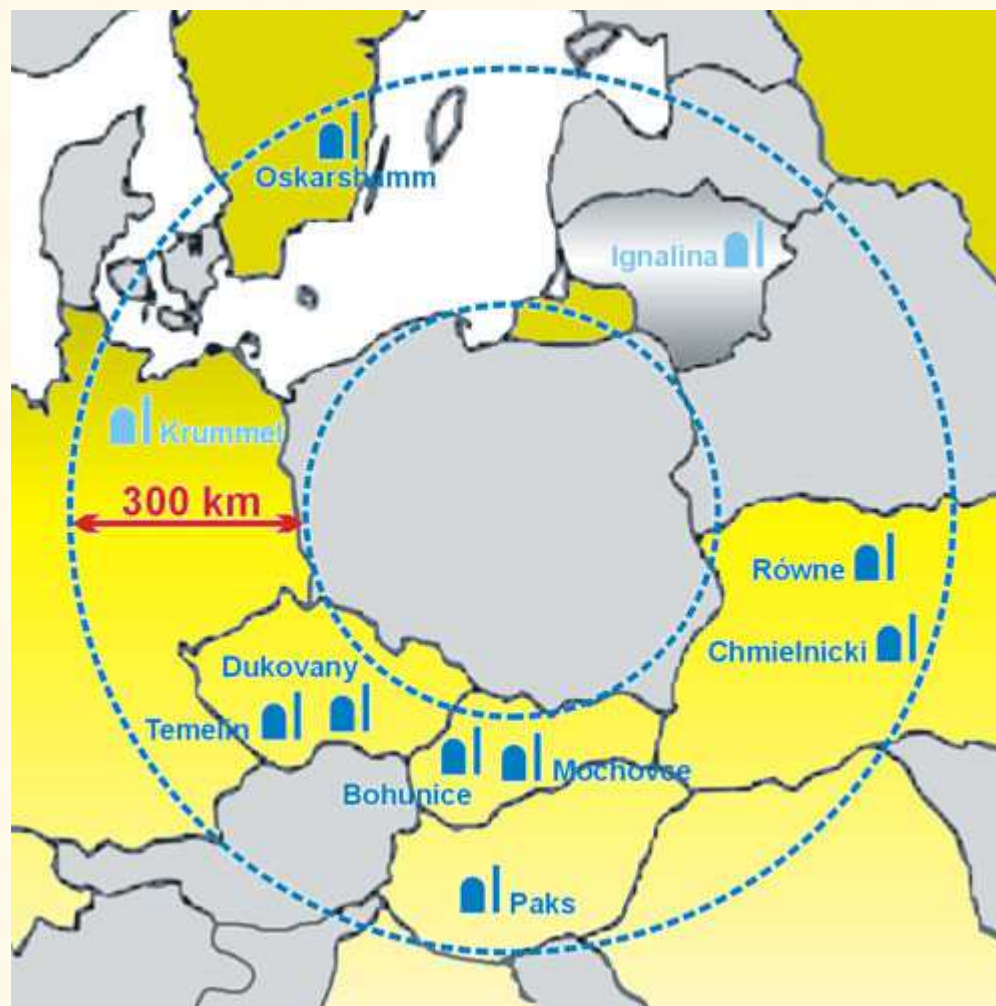 Oskarshamm
Ignalina
Krummel
300 km
Równe
Chmielnicki
Dukovany
Temelin
Mochovce
Bohunice
Paks